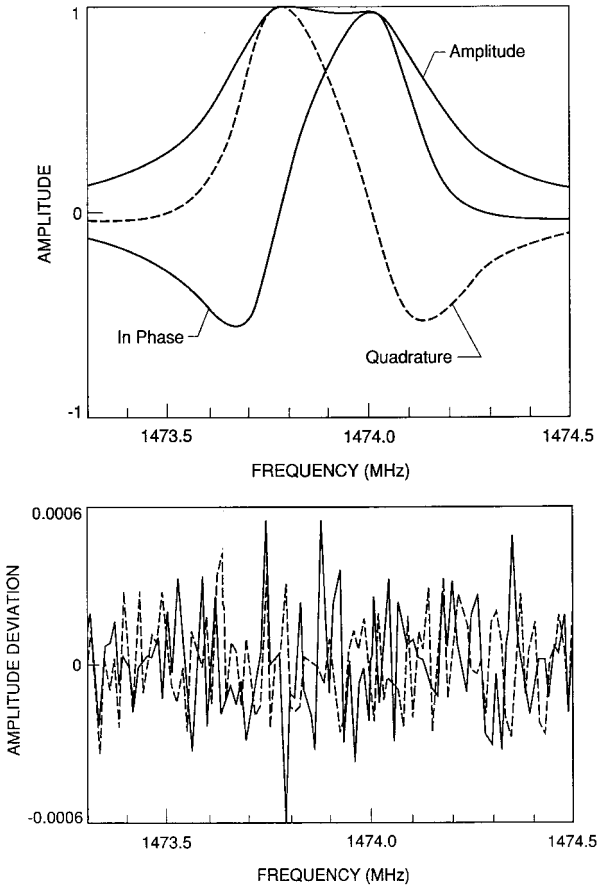 1
Amplitude
AMPLITUDE
0
In Phase
Quadrature
-1
1473.5
1474.0
1474.5
FREQUENCY (MHz)
0.0006
AMPLITUDE DEVIATION
0
-0.0006
1473.5
1474.0
1474.5
FREQUENCY (MHz)